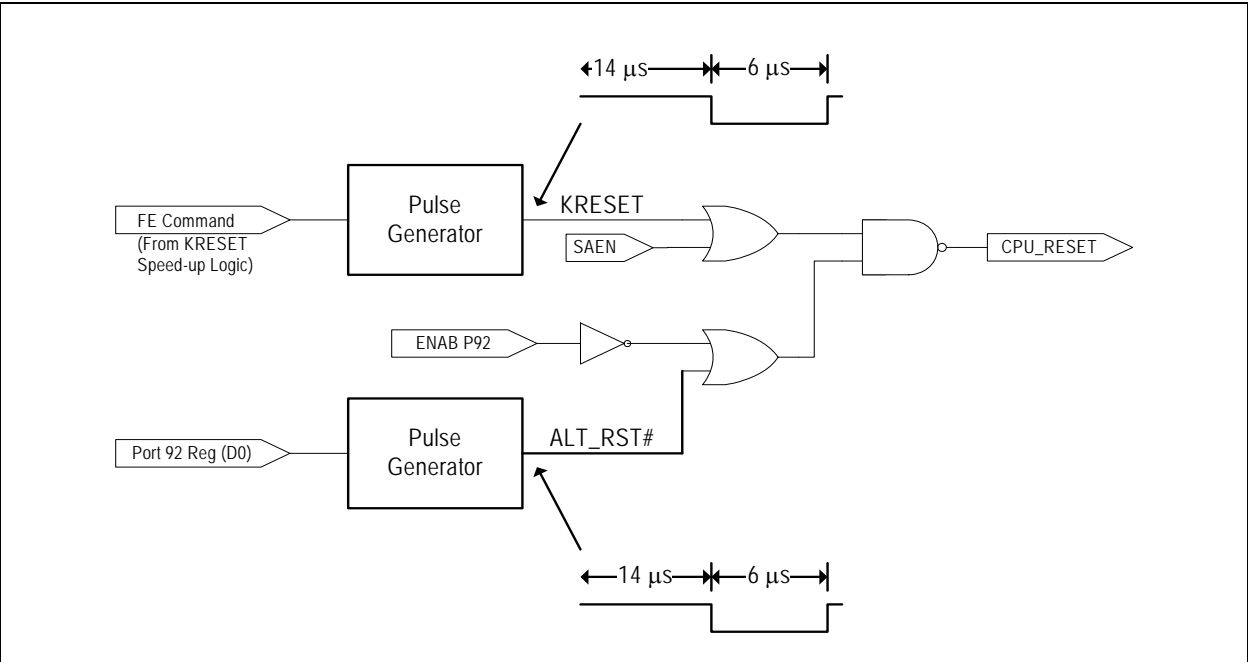 14 μs
6 μs
Pulse
Generator
KRESET
FE Command
(From KRESET
Speed-up Logic)
SAEN
CPU_RESET
ENAB P92
Pulse
Generator
ALT_RST#
Port 92 Reg (D0)
14 μs
6 μs